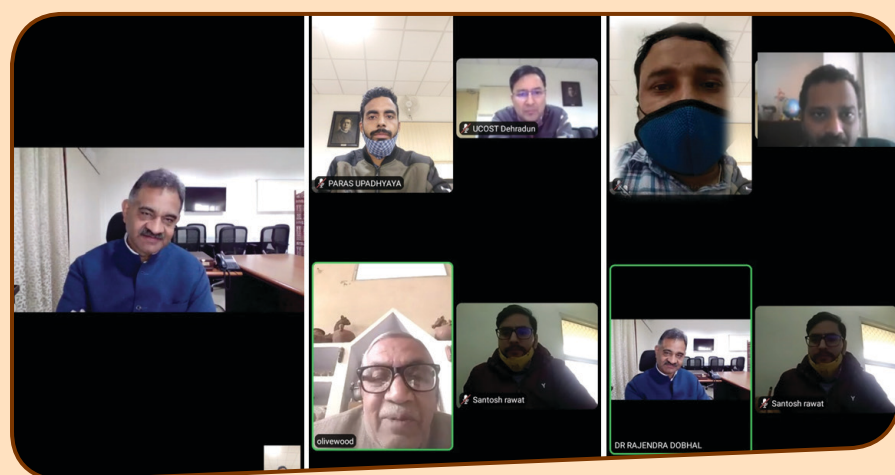 PARAS UPADHYAYA
UCOST Dehradun
olivewood
Santosh rawat
DR RAJENDRA DOBHAL
Santosh rawat